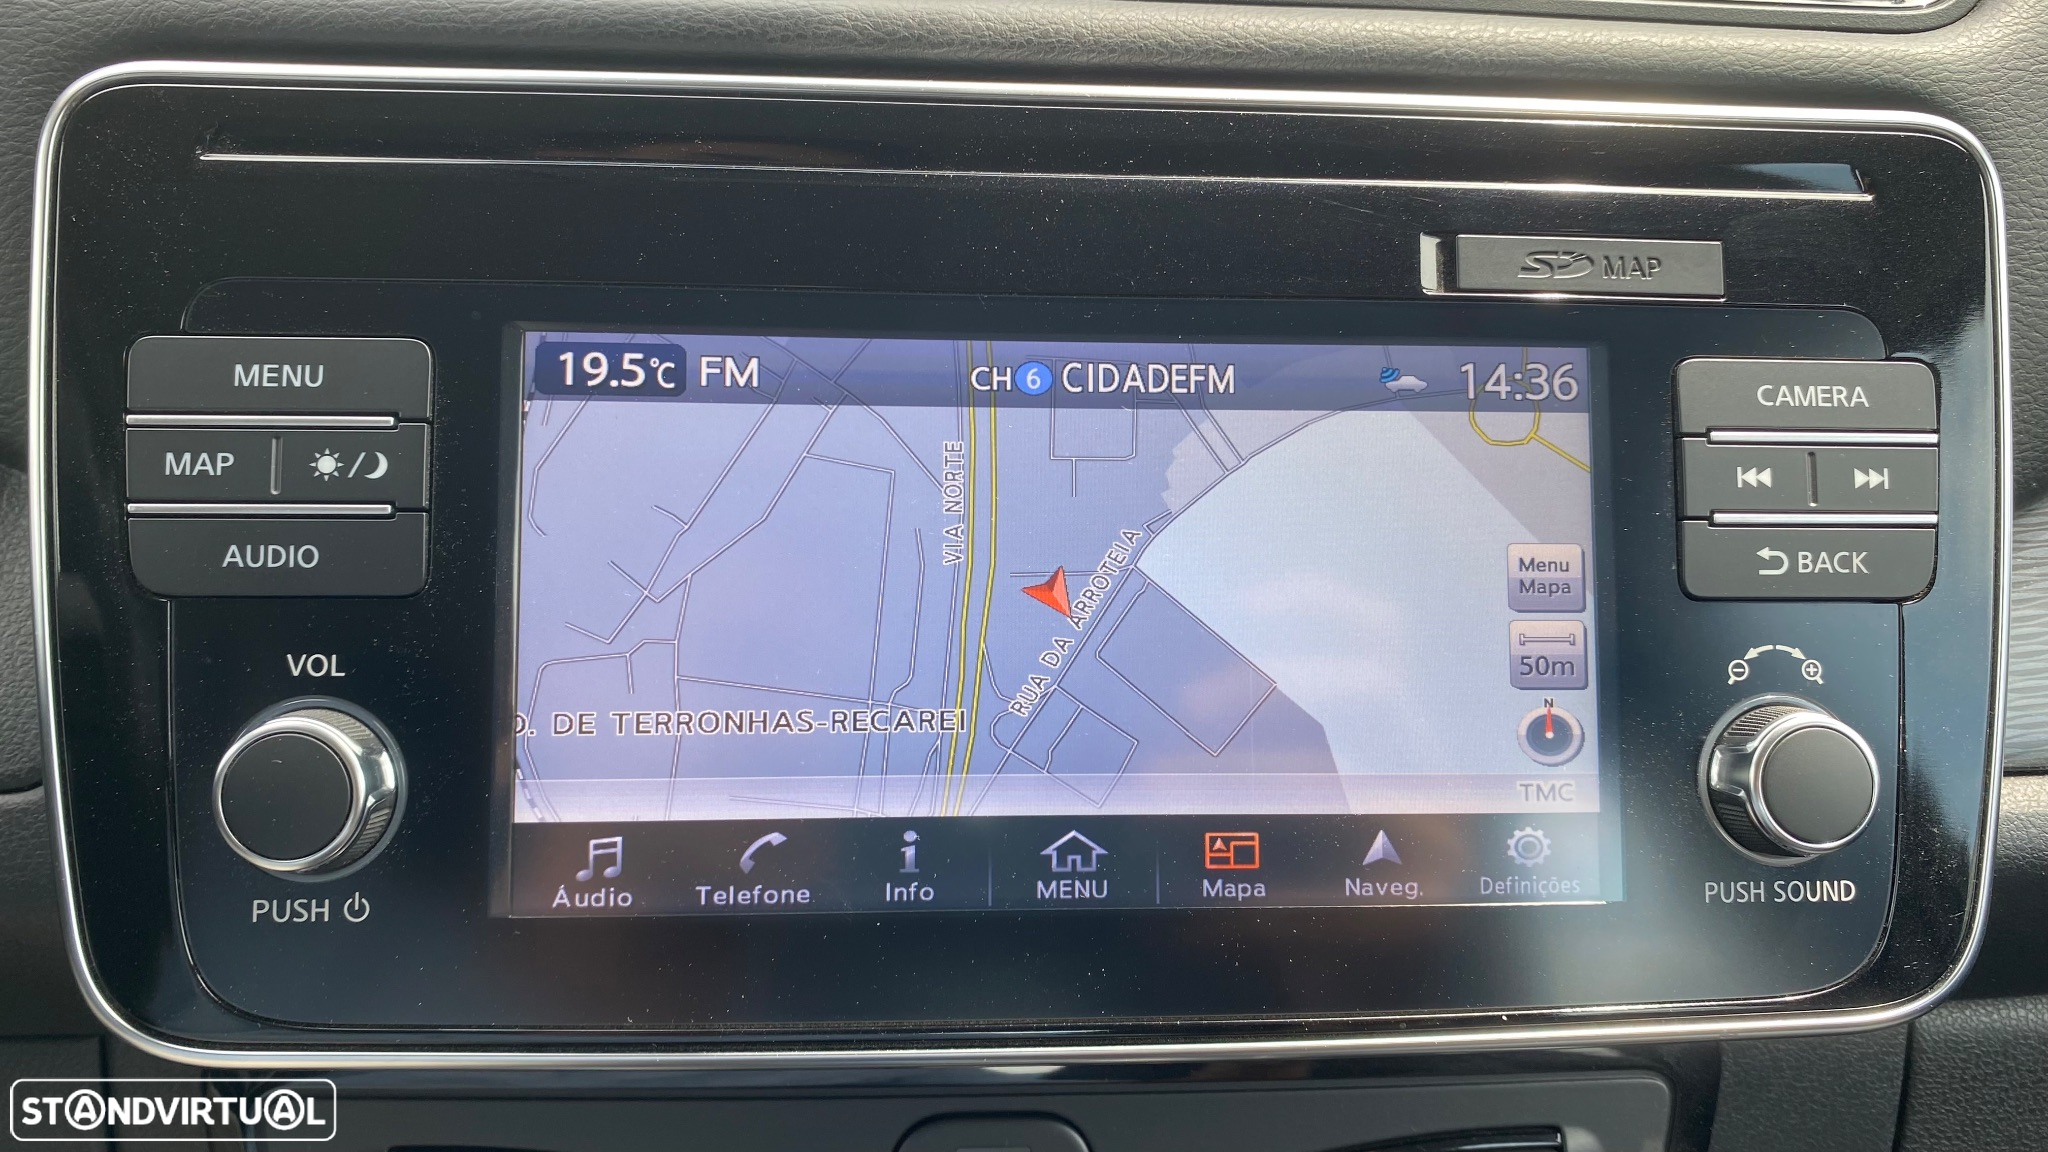 SD MAP
MENU
MAP
AUDIO
VOL
PUSH
19.5°C FM
CH 6 CIDADEFM
14:36
VIA NORTE
RUA DA ARROTEIA
O. DE TERRONHAS-RECAREI
Menu
Mapa
50m
N
TMC
Áudio
Telefone
Info
MENU
Mapa
Naveg.
Definições
CAMERA
BACK
PUSH SOUND
STANDVIRTUAL